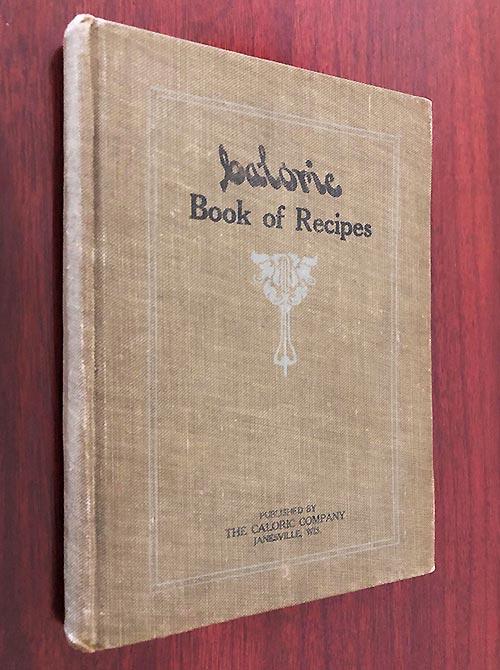 Caloric
Book of Recipes
PUBLISHED BY
THE CALORIC COMPANY
JANESVILLE, WIS.